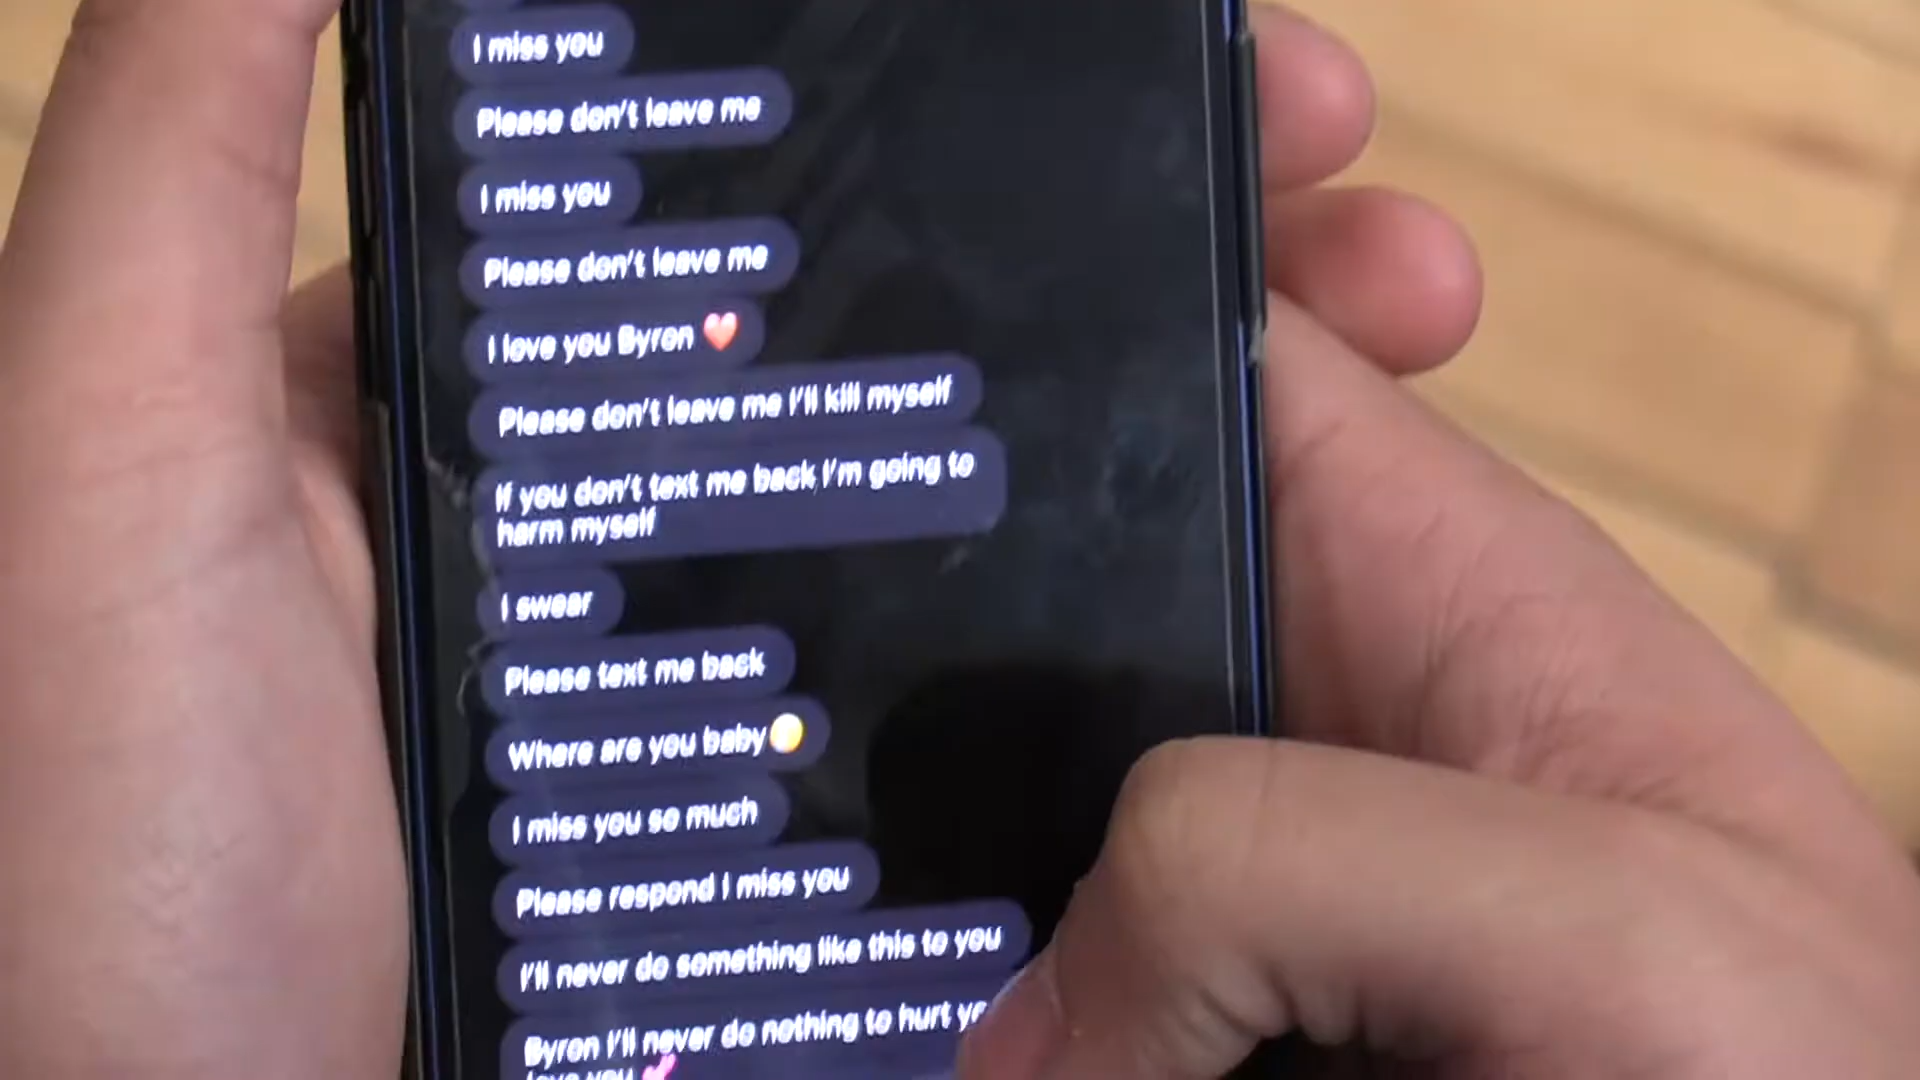 I miss you
Please don't leave me
I miss you
Please don't leave me
I love you Byron ❤️
Please don't leave me I'll kill myself
If you don't text me back I'm going to
harm myself
I swear
Please text me back
Where are you baby
I miss you so much
Please respond I miss you
I'll never do something like this to you
Byron I'll never do nothing to hurt
love you 💕